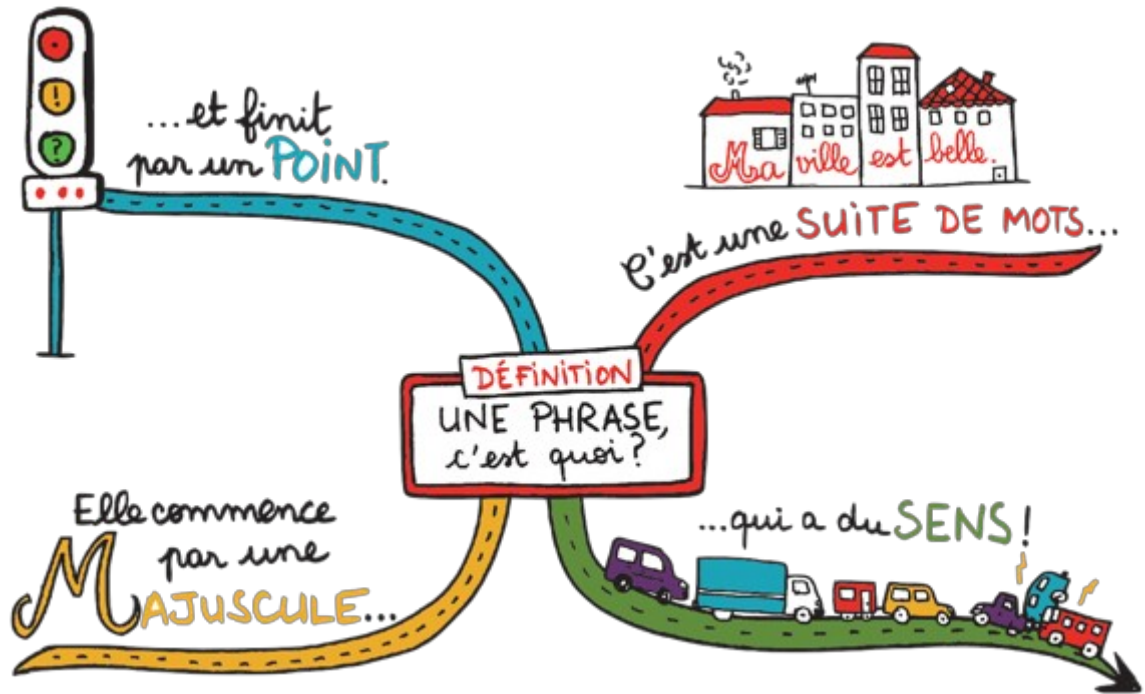 DÉFINITION
UNE PHRASE,
c'est quoi ?
Ma ville est belle.
C'est une SUITE DE MOTS...
...qui a du SENS !
Elle commence
par une
MAJUSCULE...
...et finit
par un POINT.
!
?
...